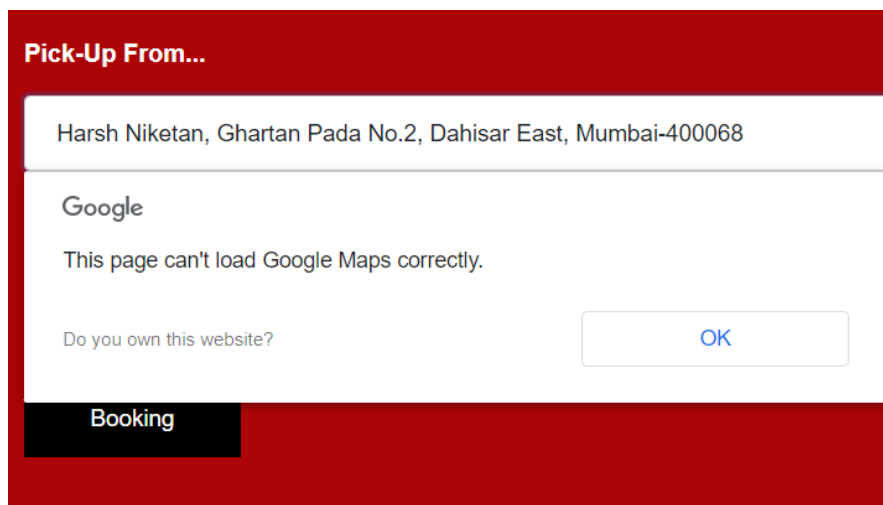 Pick-Up From...
Harsh Niketan, Ghartan Pada No.2, Dahisar East, Mumbai-400068
Google
This page can't load Google Maps correctly.
Do you own this website?
OK
Booking